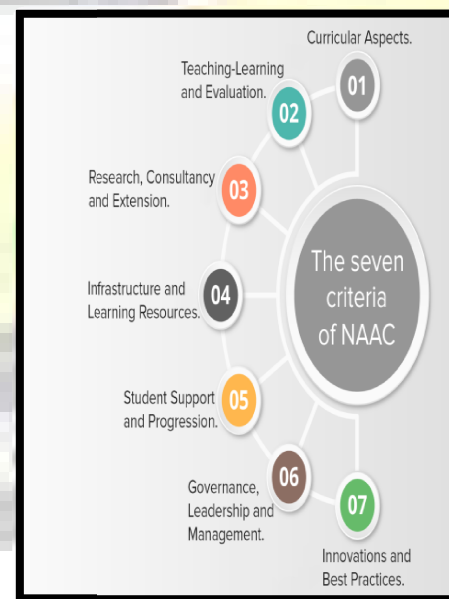 Curricular Aspects.
01
Teaching-Learning
and Evaluation.
02
Research, Consultancy
and Extension.
03
Infrastructure and
Learning Resources.
04
Student Support
and Progression.
05
Governance,
Leadership and
Management.
06
07
Innovations and
Best Practices.
The seven
criteria
of NAAC